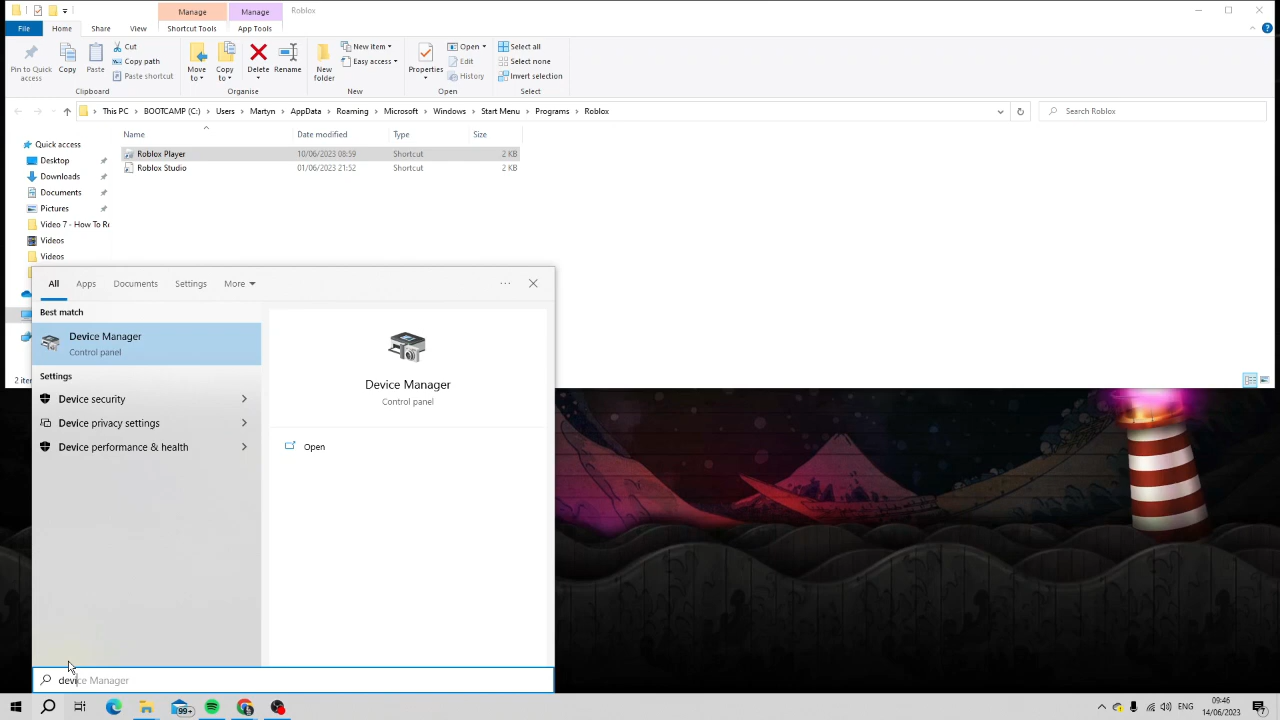 Manage
Manage
Roblox
File
Home
Share
View
Shortcut Tools
App Tools
Pin to Quick
access
Copy
Paste
Cut
Copy path
Paste shortcut
Clipboard
Move
to
Copy
to
Delete
Rename
Organise
New
folder
New item
Easy access
New
Properties
Open
Edit
History
Open
Select all
Select none
Invert selection
Select
This PC
BOOTCAMP (C:)
Users
Martyn
AppData
Roaming
Microsoft
Windows
Start Menu
Programs
Roblox
Search Roblox
Name
Date modified
Type
Size
Quick access
Desktop
Downloads
Documents
Pictures
Video 7 - How To Re
Videos
Videos
Roblox Player
10/06/2023 08:59
Shortcut
2 KB
Roblox Studio
01/06/2023 21:52
Shortcut
2 KB
All
Apps
Documents
Settings
More
Best match
Device Manager
Control panel
Settings
Device security
Device privacy settings
Device performance & health
Device Manager
Control panel
Open
2 iter
device Manager
99+
ENG
09:46
14/06/2023
7